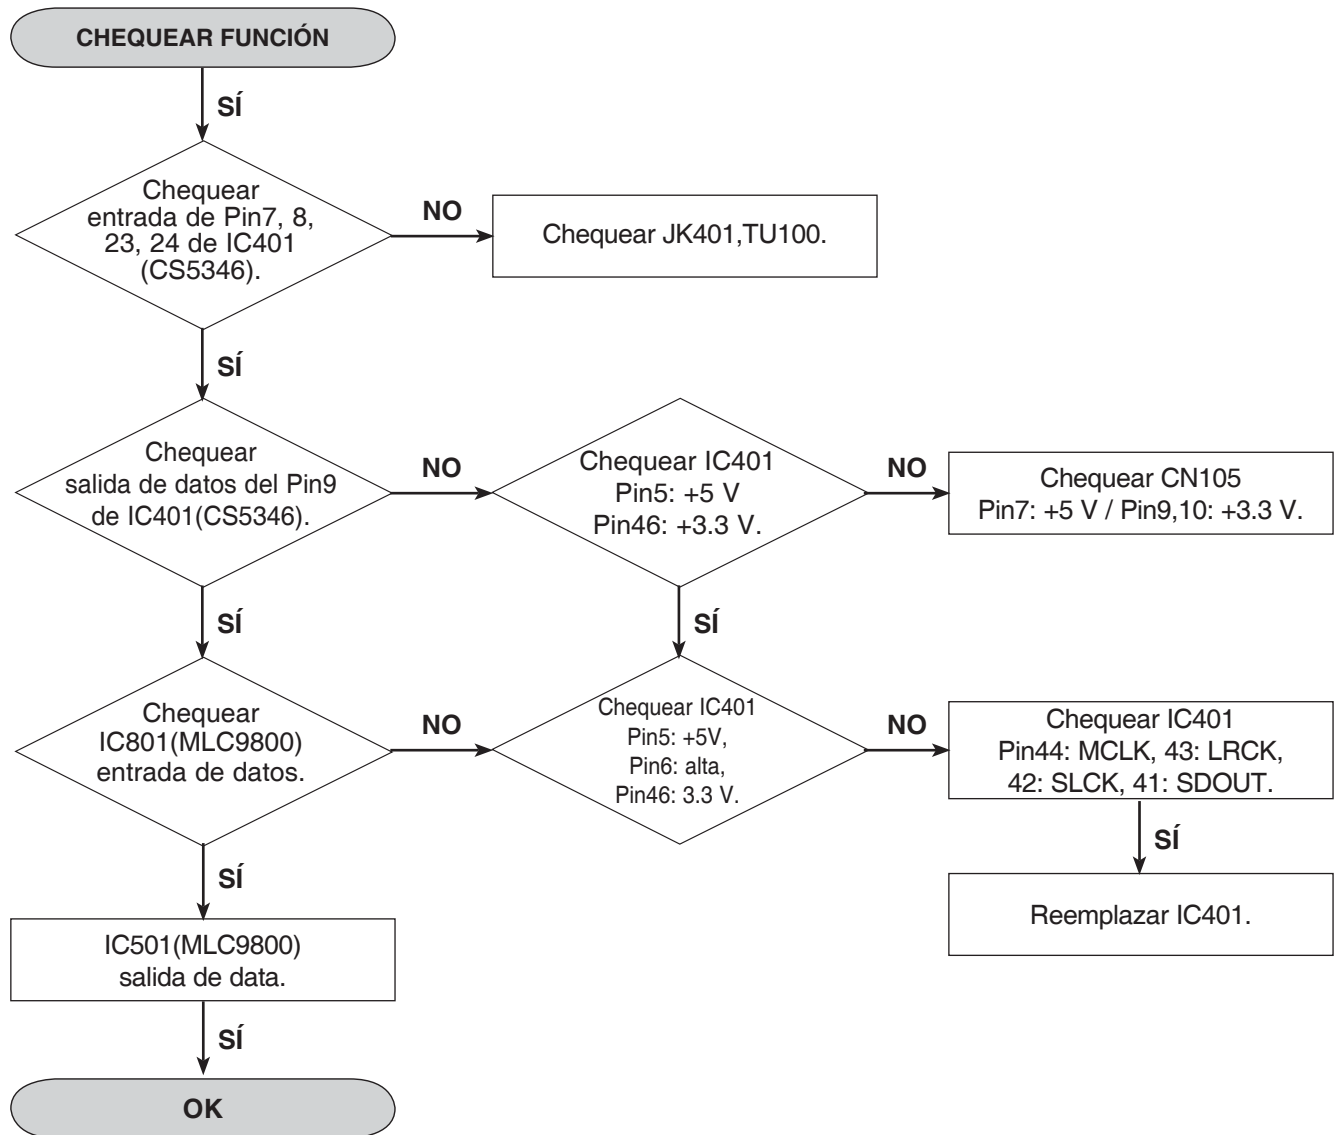 CHEQUEAR FUNCIÓN
SÍ
Chequear
entrada de Pin7, 8,
23, 24 de IC401
(CS5346).
NO
Chequear JK401,TU100.
SÍ
Chequear
salida de datos del Pin9
de IC401(CS5346).
NO
Chequear IC401
Pin5: +5 V
Pin46: +3.3 V.
NO
Chequear CN105
Pin7: +5 V / Pin9,10: +3.3 V.
SÍ
SÍ
Chequear
IC801(MLC9800)
entrada de datos.
NO
Chequear IC401
Pin5: +5V,
Pin6: alta,
Pin46: 3.3 V.
NO
Chequear IC401
Pin44: MCLK, 43: LRCK,
42: SLCK, 41: SDOUT.
SÍ
SÍ
Reemplazar IC401.
IC501(MLC9800)
salida de data.
SÍ
OK